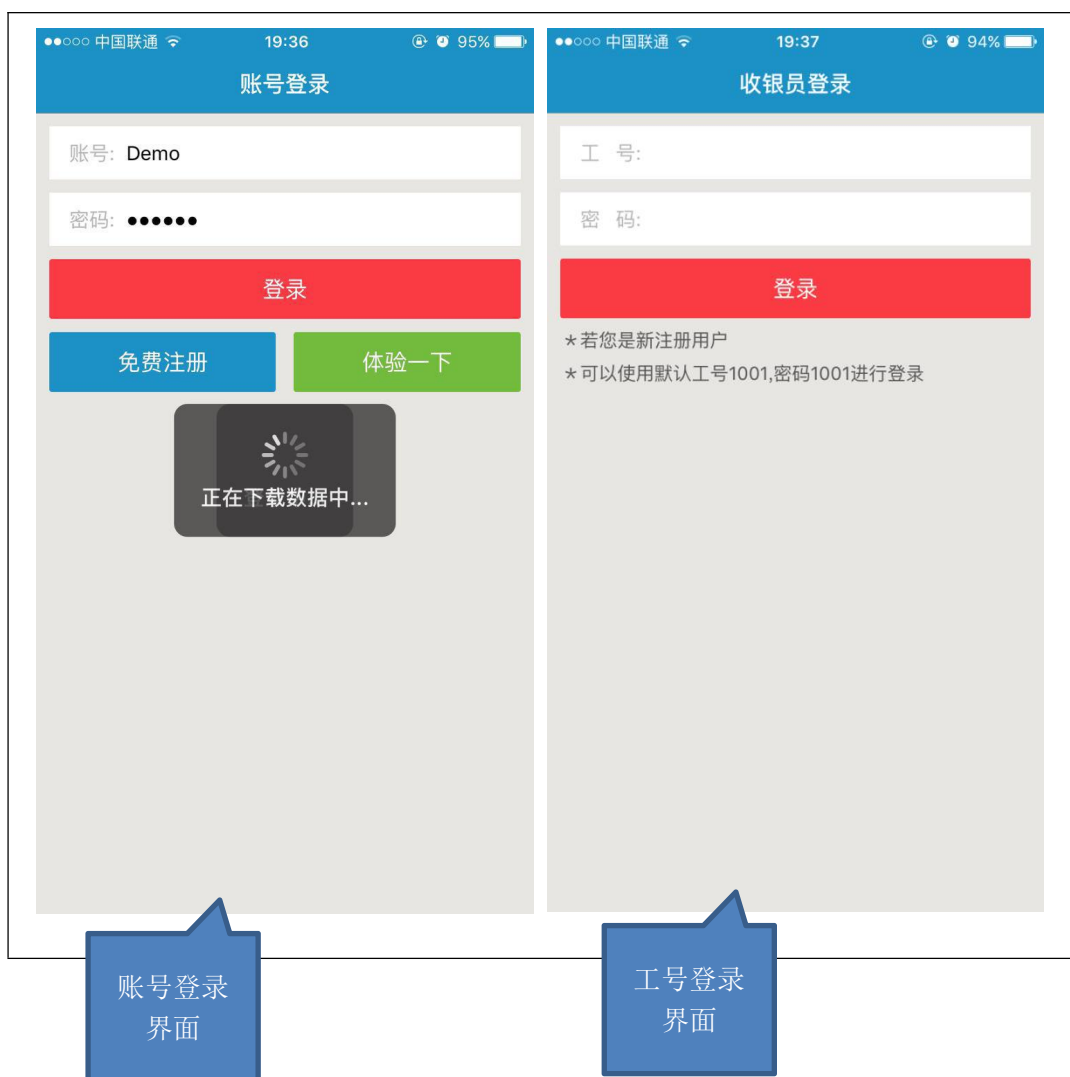 中国联通 19:36 95%
账号登录
账号: Demo
密码: ●●●●●●
登录
免费注册 体验一下
正在下载数据中...
账号登录
界面
中国联通 19:37 94%
收银员登录
工 号:
密 码:
登录
*若您是新注册用户
*可以使用默认工号1001,密码1001进行登录
工号登录
界面